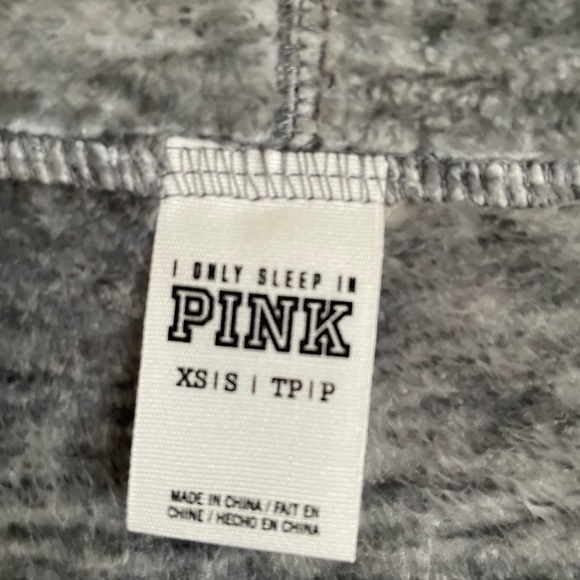 I ONLY SLEEP IN
PINK
XS|S | TP|P
MADE IN CHINA / FAIT EN
CHINE / HECHO EN CHINA